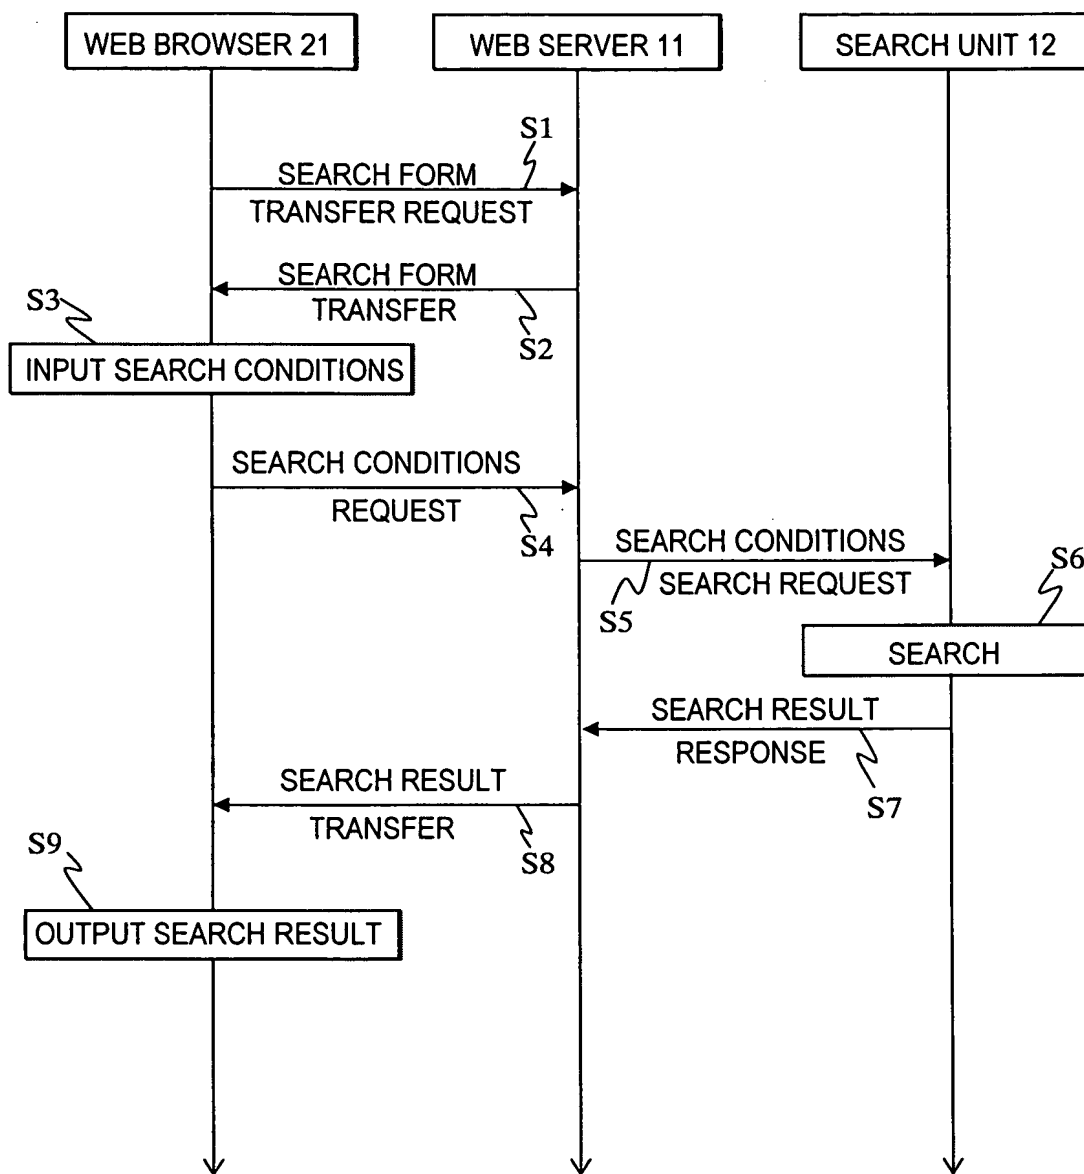 WEB BROWSER 21
WEB SERVER 11
SEARCH UNIT 12
S1
SEARCH FORM
TRANSFER REQUEST
SEARCH FORM
TRANSFER
S3
S2
INPUT SEARCH CONDITIONS
SEARCH CONDITIONS
REQUEST
S4
SEARCH CONDITIONS
S6
SEARCH REQUEST
S5
SEARCH
SEARCH RESULT
RESPONSE
SEARCH RESULT
S7
TRANSFER
S9
S8
OUTPUT SEARCH RESULT